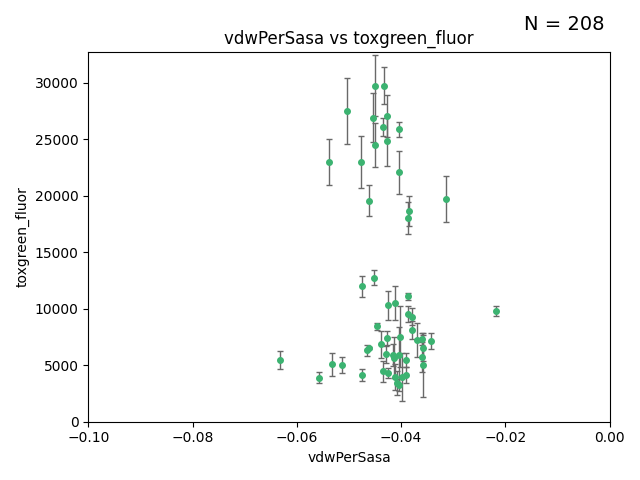 N = 208
vdwPerSasa vs toxgreen_fluor
toxgreen_fluor
30000
25000
20000
15000
10000
5000
0
−0.10 −0.08 −0.06 −0.04 −0.02 0.00
vdwPerSasa